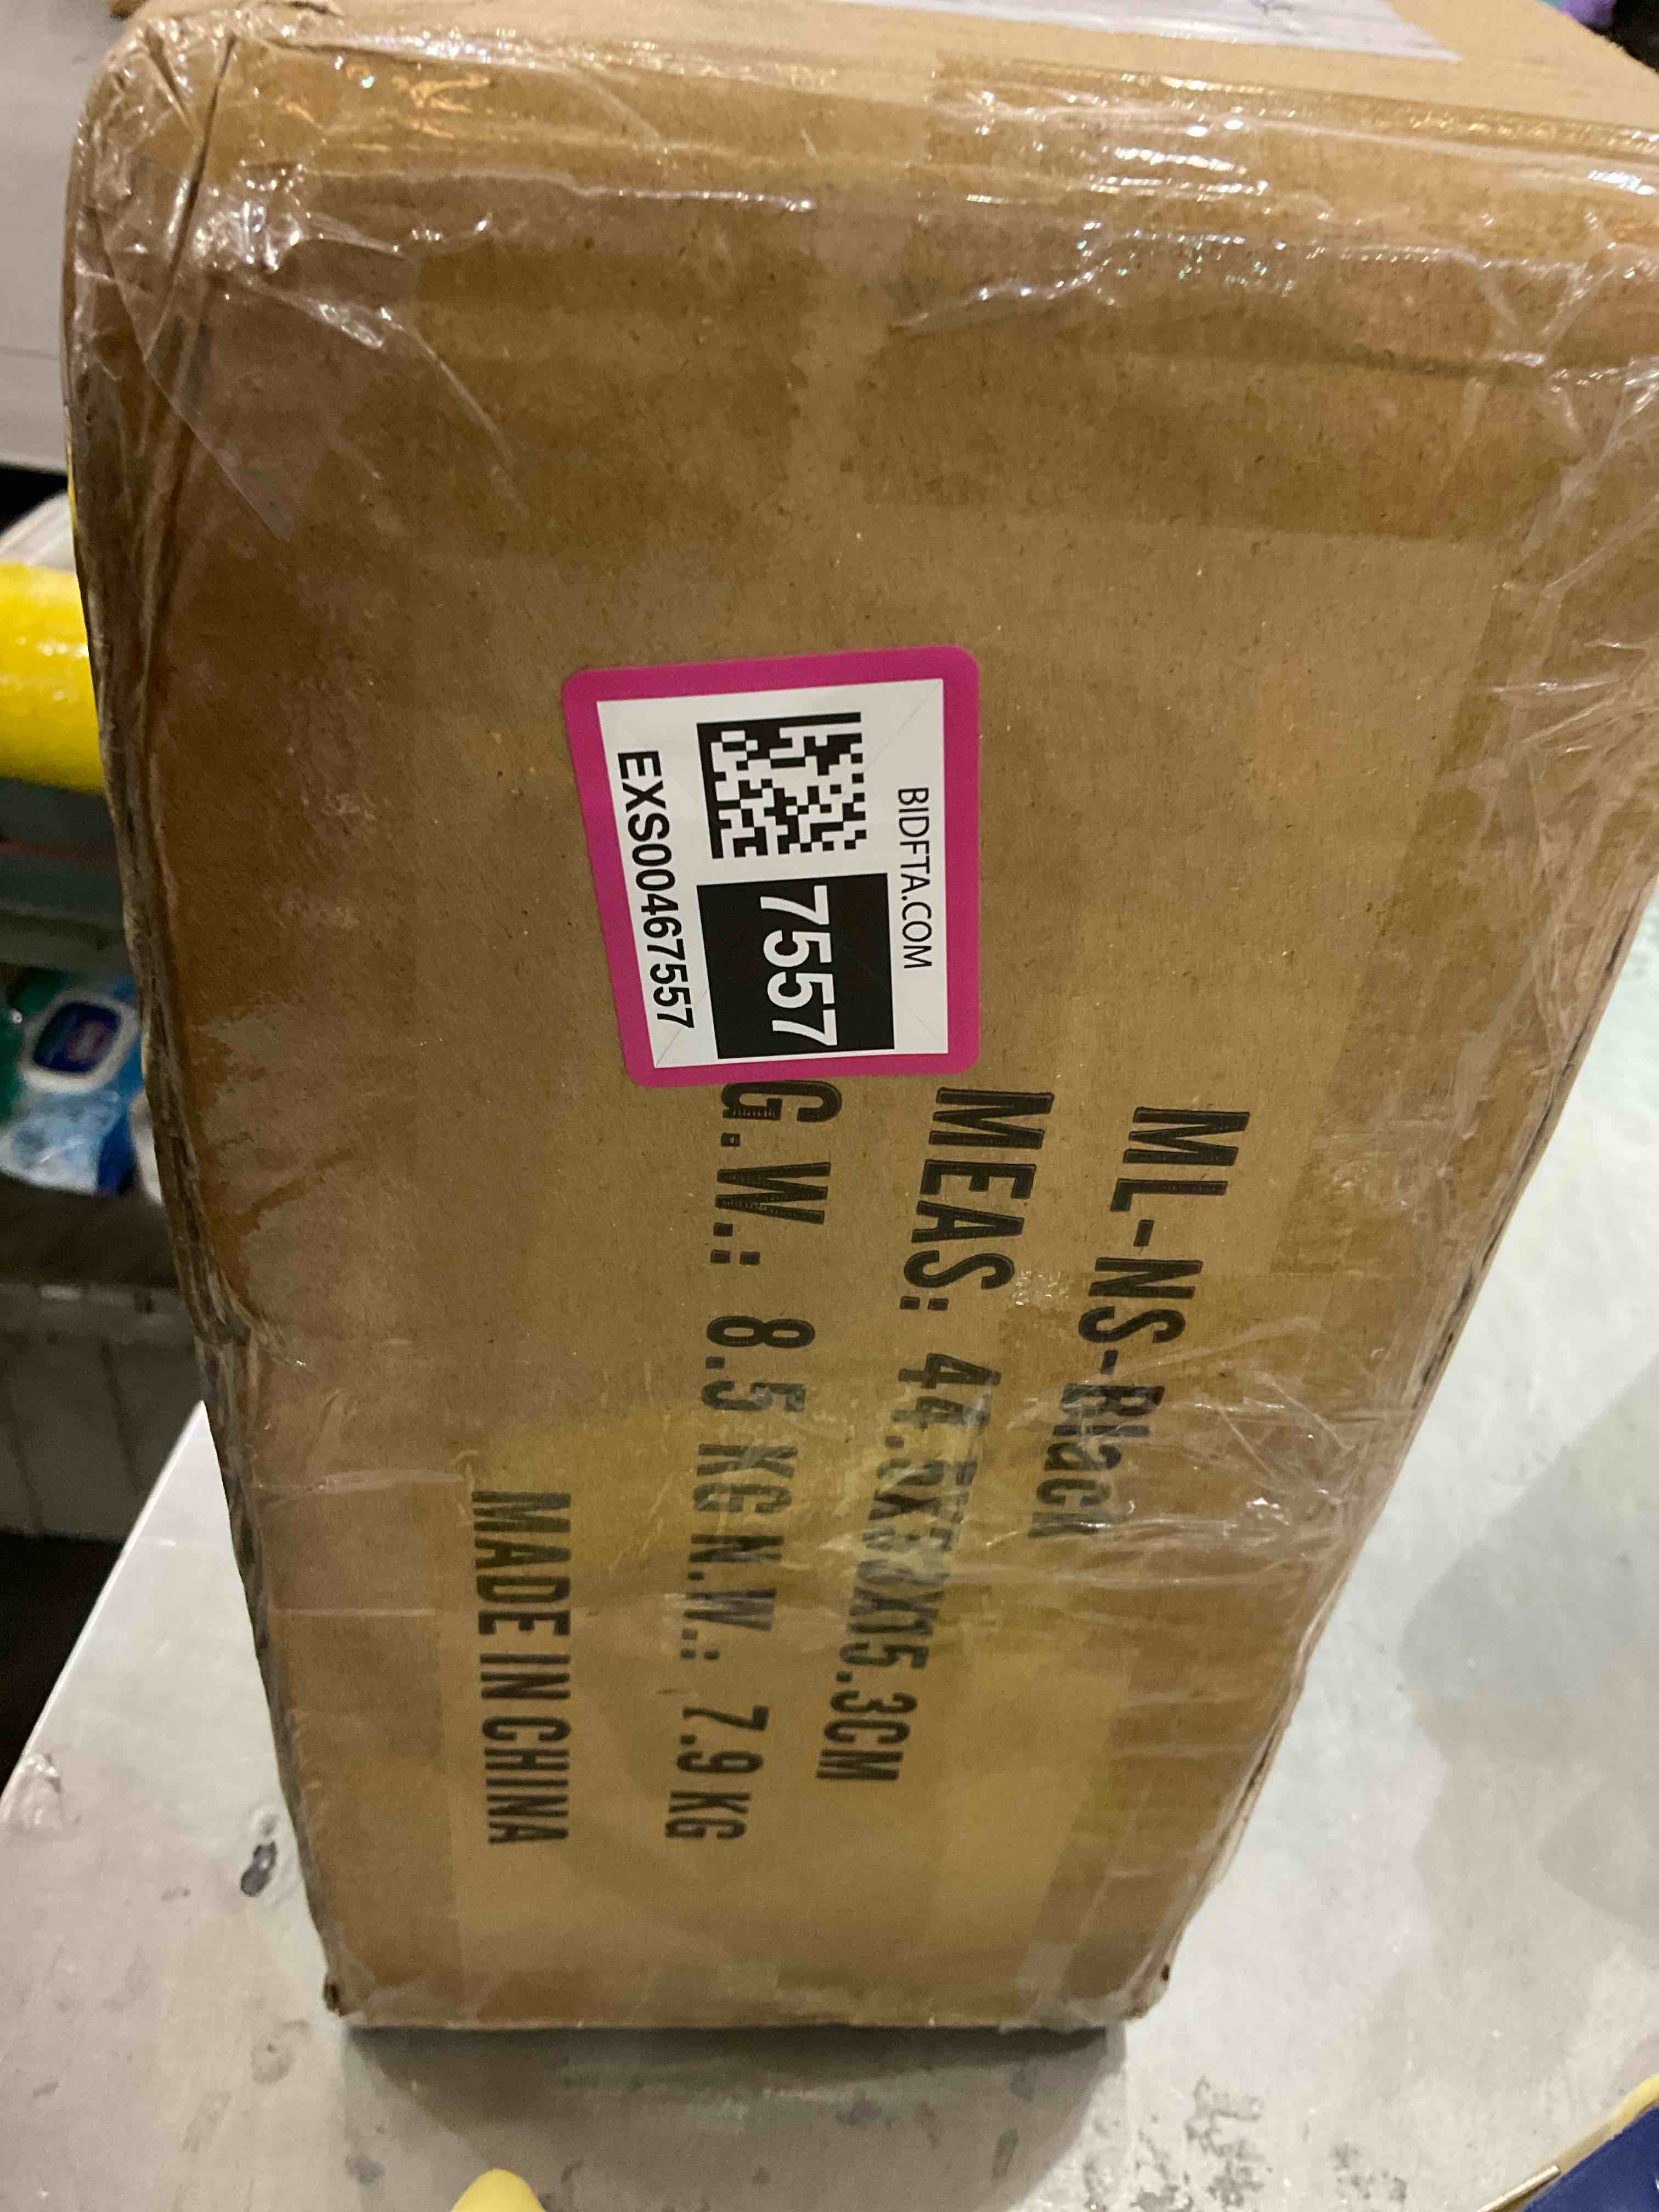 BIDFTA.COM
7557
EXS00467557
ML-NS-Black
MEAS: 44.5X38X15.3CM
G.W.: 8.5 KG N.W.: 7.9 KG
MADE IN CHINA